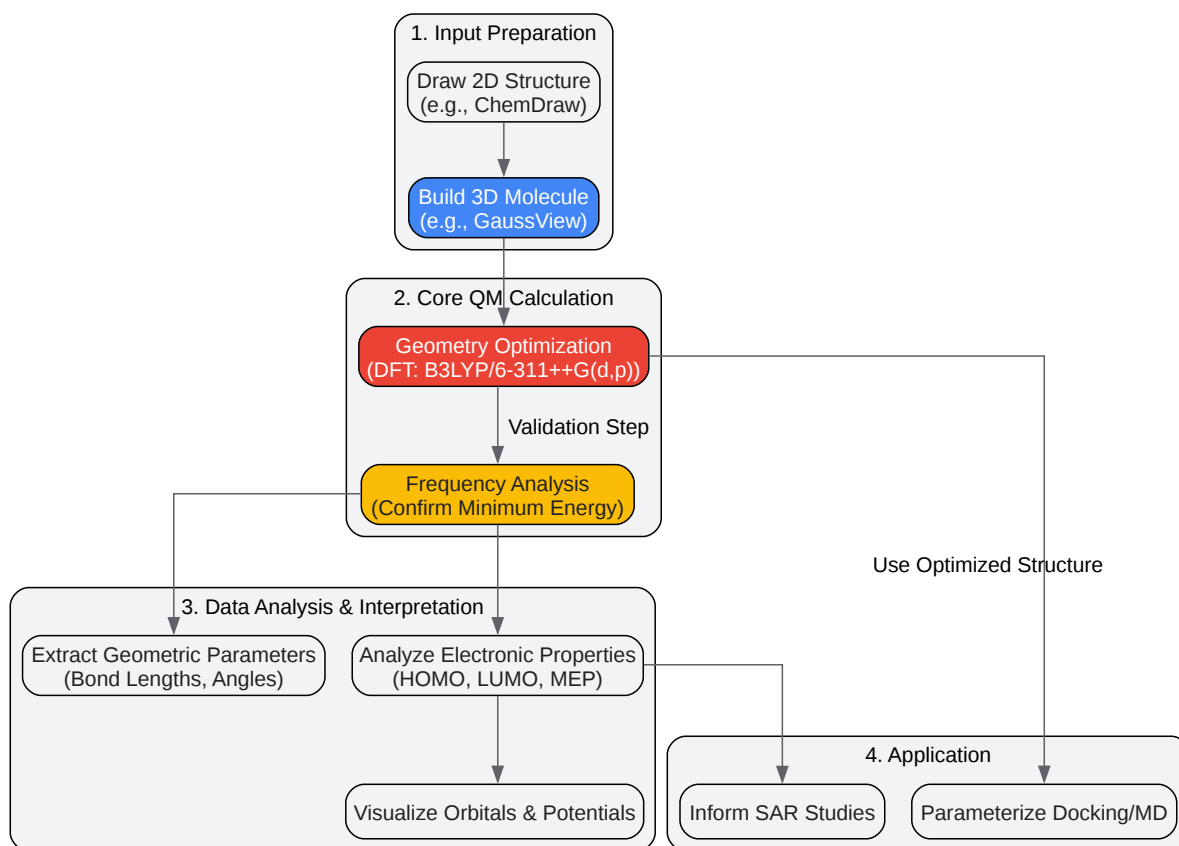 1. Input Preparation
Draw 2D Structure
(e.g., ChemDraw)
Build 3D Molecule
(e.g., GaussView)
2. Core QM Calculation
Geometry Optimization
(DFT: B3LYP/6-311++G(d,p))
Validation Step
Frequency Analysis
(Confirm Minimum Energy)
Use Optimized Structure
3. Data Analysis & Interpretation
Extract Geometric Parameters
(Bond Lengths, Angles)
Analyze Electronic Properties
(HOMO, LUMO, MEP)
Visualize Orbitals & Potentials
4. Application
Inform SAR Studies
Parameterize Docking/MD